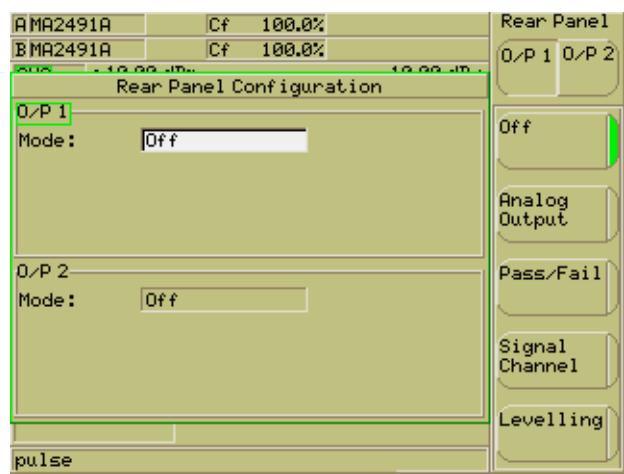 A MA2491A Cf 100.0%
B MA2491A Cf 100.0%
Rear Panel Configuration
O/P 1
Mode: Off
O/P 2
Mode: Off
pulse
Rear Panel
O/P 1 O/P 2
Off
Analog
Output
Pass/Fail
Signal
Channel
Levelling